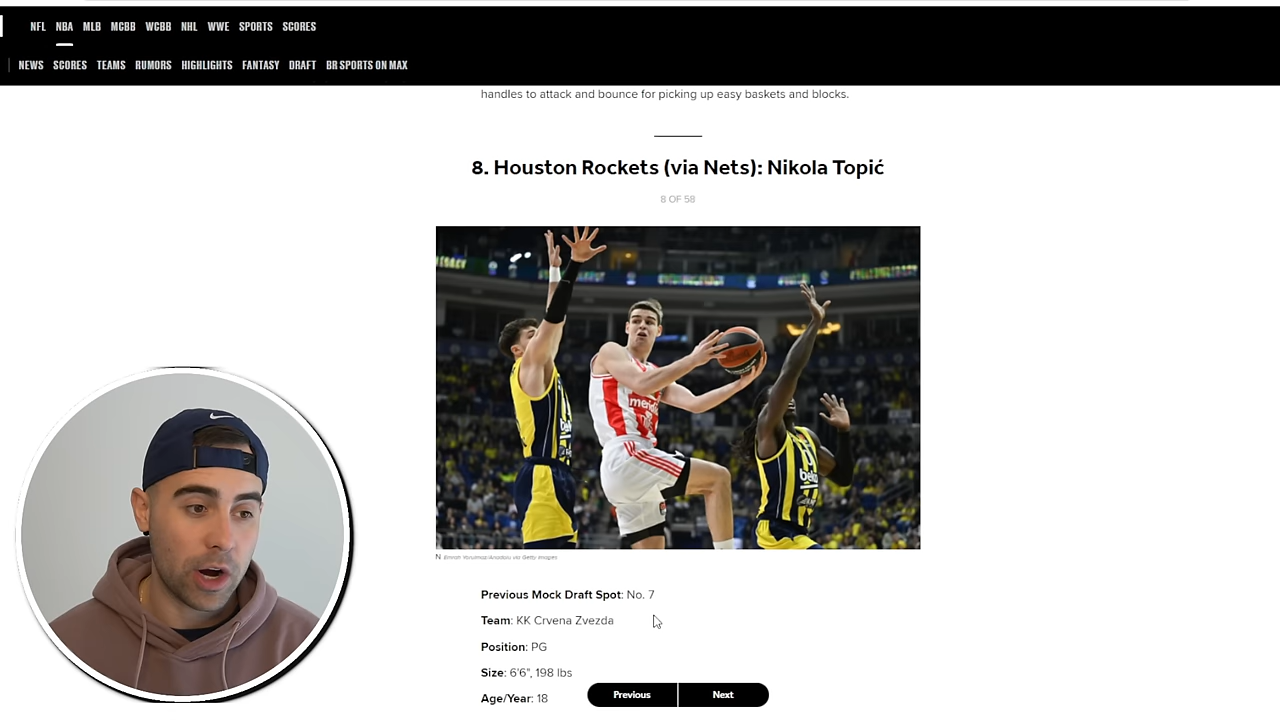 NFL NBA MLB MCBB WCBB NHL WWE SPORTS SCORES
NEWS SCORES TEAMS RUMORS HIGHLIGHTS FANTASY DRAFT BR SPORTS ON MAX
handles to attack and bounce for picking up easy baskets and blocks.
8. Houston Rockets (via Nets): Nikola Topić
8 OF 58
beko
Previous Mock Draft Spot: No. 7
Team: KK Crvena Zvezda
Position: PG
Size: 6'6", 198 lbs
Age/Year: 18
Previous Next